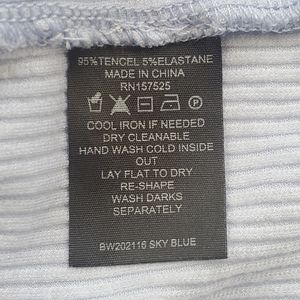 95%TENCEL 5%ELASTANE
MADE IN CHINA
RN157525
COOL IRON IF NEEDED
DRY CLEANABLE
HAND WASH COLD INSIDE
OUT
LAY FLAT TO DRY
RE-SHAPE
WASH DARKS
SEPARATELY
BW202116 SKY BLUE